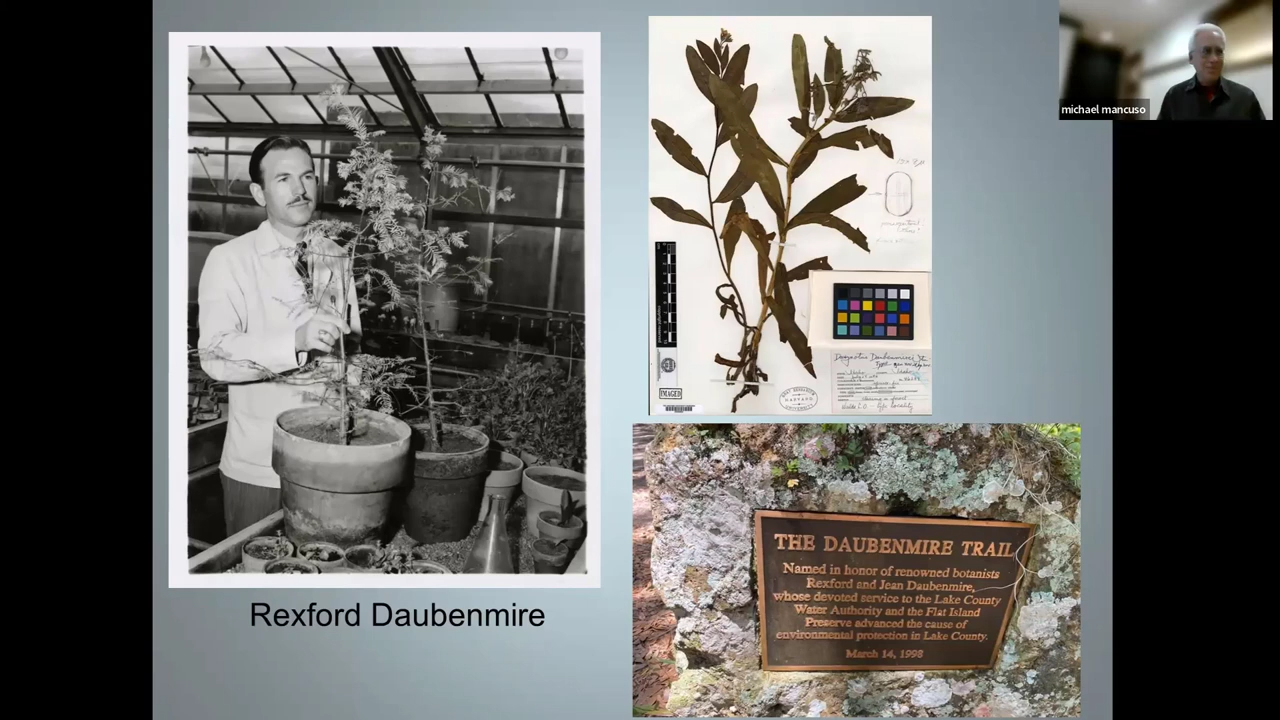 michael mancuso
IMAGED
HARVARD
Rexford Daubenmire
THE DAUBENMIRE TRAIL
Named in honor of renowned botanists
Rexford and Jean Daubenmire,
whose devoted service to the Lake County
Water Authority and the Flat Island
Preserve advanced the cause of
environmental protection in Lake County.
March 14, 1998